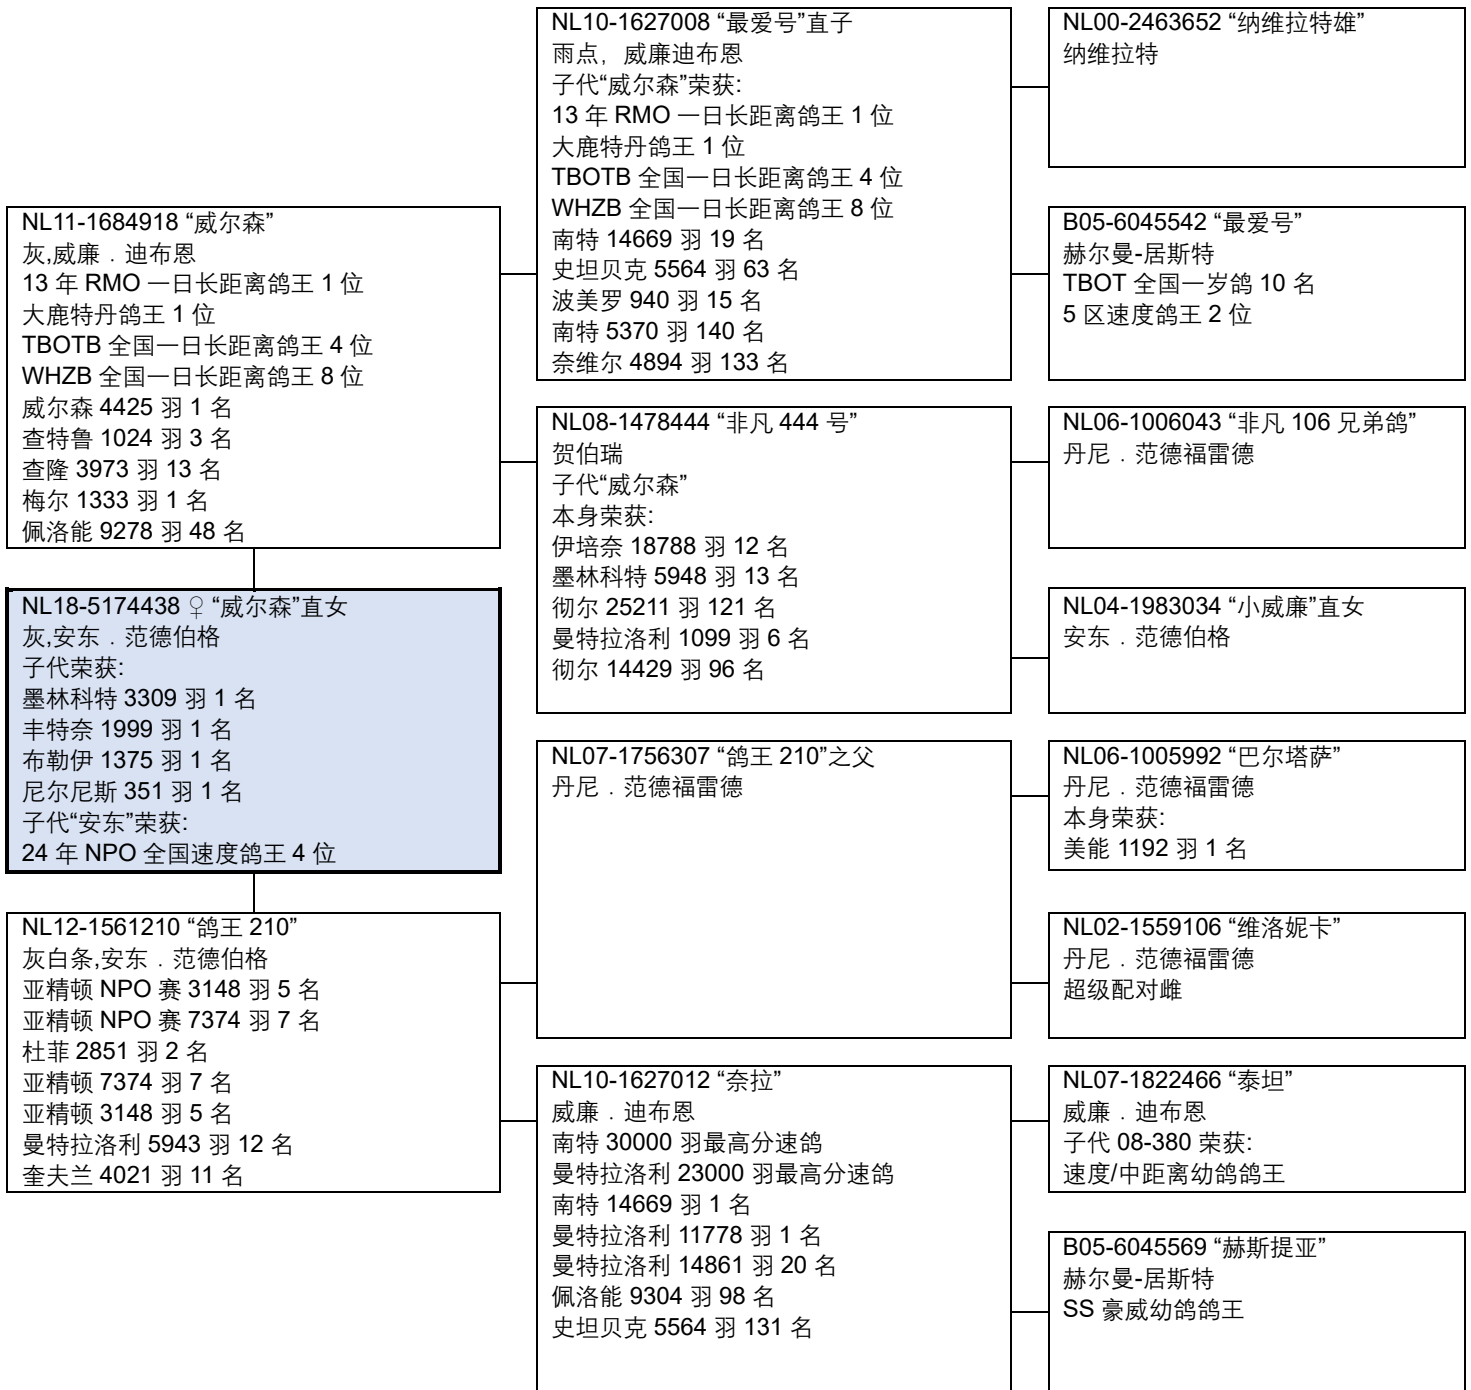 NL11-1684918 “威尔森”
灰,威廉．迪布恩
13 年 RMO 一日长距离鸽王 1 位
大鹿特丹鸽王 1 位
TBOTB 全国一日长距离鸽王 4 位
WHZB 全国一日长距离鸽王 8 位
威尔森 4425 羽 1 名
查特鲁 1024 羽 3 名
查隆 3973 羽 13 名
梅尔 1333 羽 1 名
佩洛能 9278 羽 48 名
NL18-5174438 ♀ “威尔森”直女
灰,安东．范德伯格
子代荣获:
墨林科特 3309 羽 1 名
丰特奈 1999 羽 1 名
布勒伊 1375 羽 1 名
尼尔尼斯 351 羽 1 名
子代“安东”荣获:
24 年 NPO 全国速度鸽王 4 位
NL12-1561210 “鸽王 210”
灰白条,安东．范德伯格
亚精顿 NPO 赛 3148 羽 5 名
亚精顿 NPO 赛 7374 羽 7 名
杜菲 2851 羽 2 名
亚精顿 7374 羽 7 名
亚精顿 3148 羽 5 名
曼特拉洛利 5943 羽 12 名
奎夫兰 4021 羽 11 名
NL10-1627008 “最爱号”直子
雨点，威廉迪布恩
子代“威尔森”荣获:
13 年 RMO 一日长距离鸽王 1 位
大鹿特丹鸽王 1 位
TBOTB 全国一日长距离鸽王 4 位
WHZB 全国一日长距离鸽王 8 位
南特 14669 羽 19 名
史坦贝克 5564 羽 63 名
波美罗 940 羽 15 名
南特 5370 羽 140 名
奈维尔 4894 羽 133 名
NL08-1478444 “非凡 444 号”
贺伯瑞
子代“威尔森”
本身荣获:
伊培奈 18788 羽 12 名
墨林科特 5948 羽 13 名
彻尔 25211 羽 121 名
曼特拉洛利 1099 羽 6 名
彻尔 14429 羽 96 名
NL07-1756307 “鸽王 210”之父
丹尼．范德福雷德
NL10-1627012 “奈拉”
威廉．迪布恩
南特 30000 羽最高分速鸽
曼特拉洛利 23000 羽最高分速鸽
南特 14669 羽 1 名
曼特拉洛利 11778 羽 1 名
曼特拉洛利 14861 羽 20 名
佩洛能 9304 羽 98 名
史坦贝克 5564 羽 131 名
NL00-2463652 “纳维拉特雄”
纳维拉特
B05-6045542 “最爱号”
赫尔曼-居斯特
TBOT 全国一岁鸽 10 名
5 区速度鸽王 2 位
NL06-1006043 “非凡 106 兄弟鸽”
丹尼．范德福雷德
NL04-1983034 “小威廉”直女
安东．范德伯格
NL06-1005992 “巴尔塔萨”
丹尼．范德福雷德
本身荣获:
美能 1192 羽 1 名
NL02-1559106 “维洛妮卡”
丹尼．范德福雷德
超级配对雌
NL07-1822466 “泰坦”
威廉．迪布恩
子代 08-380 荣获:
速度/中距离幼鸽鸽王
B05-6045569 “赫斯提亚”
赫尔曼-居斯特
SS 豪威幼鸽鸽王